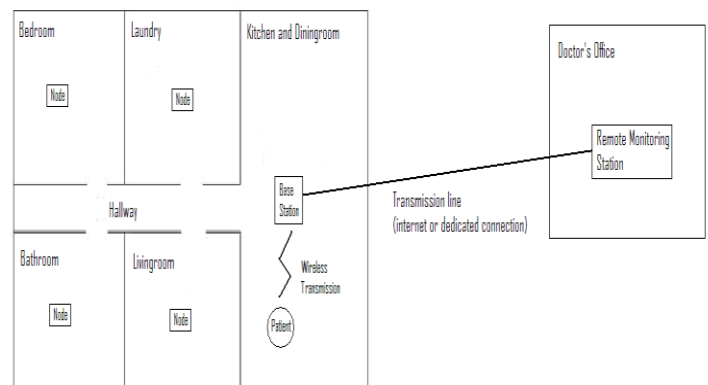 Bedroom
Laundry
Kitchen and Diningroom
Doctor's Office
Node
Node
Remote Monitoring
Station
Base
Station
Transmission line
(internet or dedicated connection)
Hallway
Bathroom
Livingroom
Wireless
Transmission
Node
Node
Patient